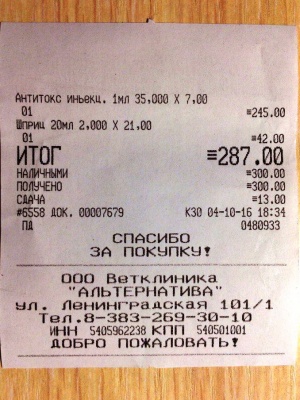 Антитокс иньекц. 1мл 35,000 X 7,00
01 =245.00
Шприц 20мл 2,000 X 21,00
01 =42.00
ИТОГ =287.00
НАЛИЧНЫМИ =300.00
ПОЛУЧЕНО =300.00
СДАЧА =13.00
#6558 ДОК. 00007679 К30 04-10-16 18:34
ПД 0480933
СПАСИБО
ЗА ПОКУПКУ!
ООО Ветклиника
"АЛЬТЕРНАТИВА"
ул. Ленинградская 101/1
Тел.8-383-269-30-10
ИНН 5405962238 КПП 540501001
ДОБРО ПОЖАЛОВАТЬ!